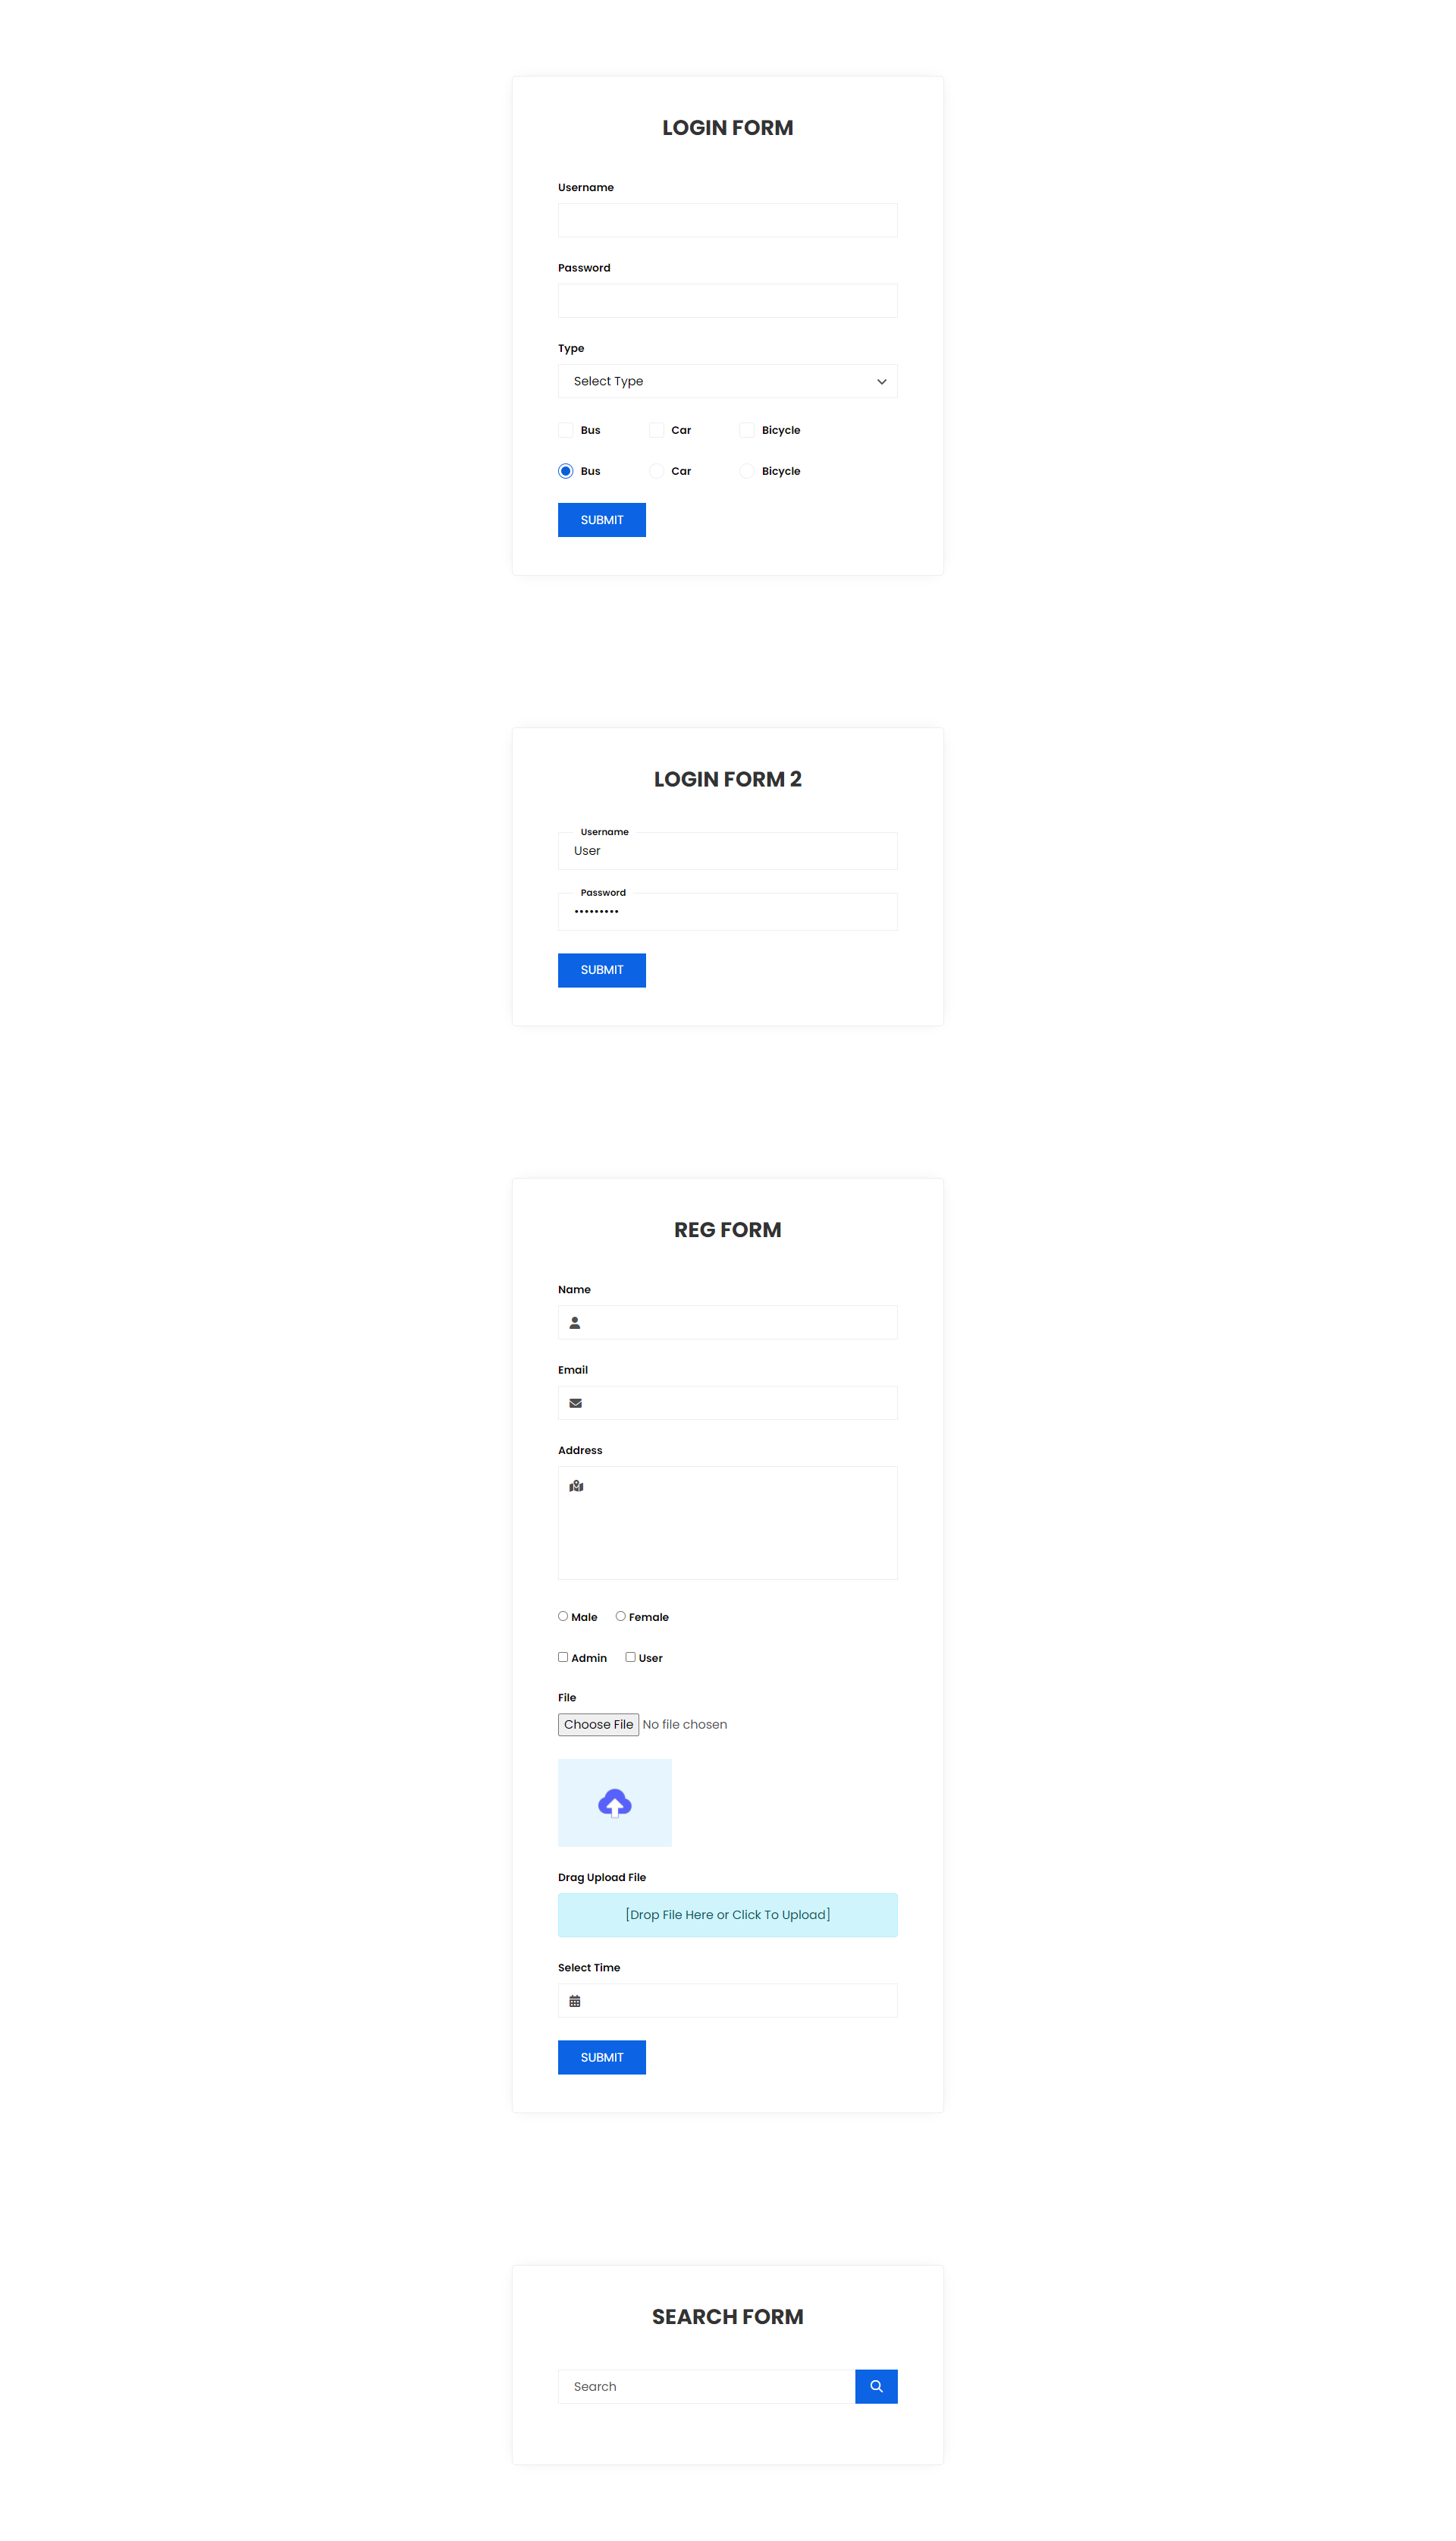 LOGIN FORM
Username
Password
Type
Select Type
Bus Car Bicycle
Bus Car Bicycle
SUBMIT
LOGIN FORM 2
Username
User
Password
•••••••••
SUBMIT
REG FORM
Name
Email
Address
Male Female
Admin User
File
Choose File No file chosen
Drag Upload File
[Drop File Here or Click To Upload]
Select Time
SUBMIT
SEARCH FORM
Search